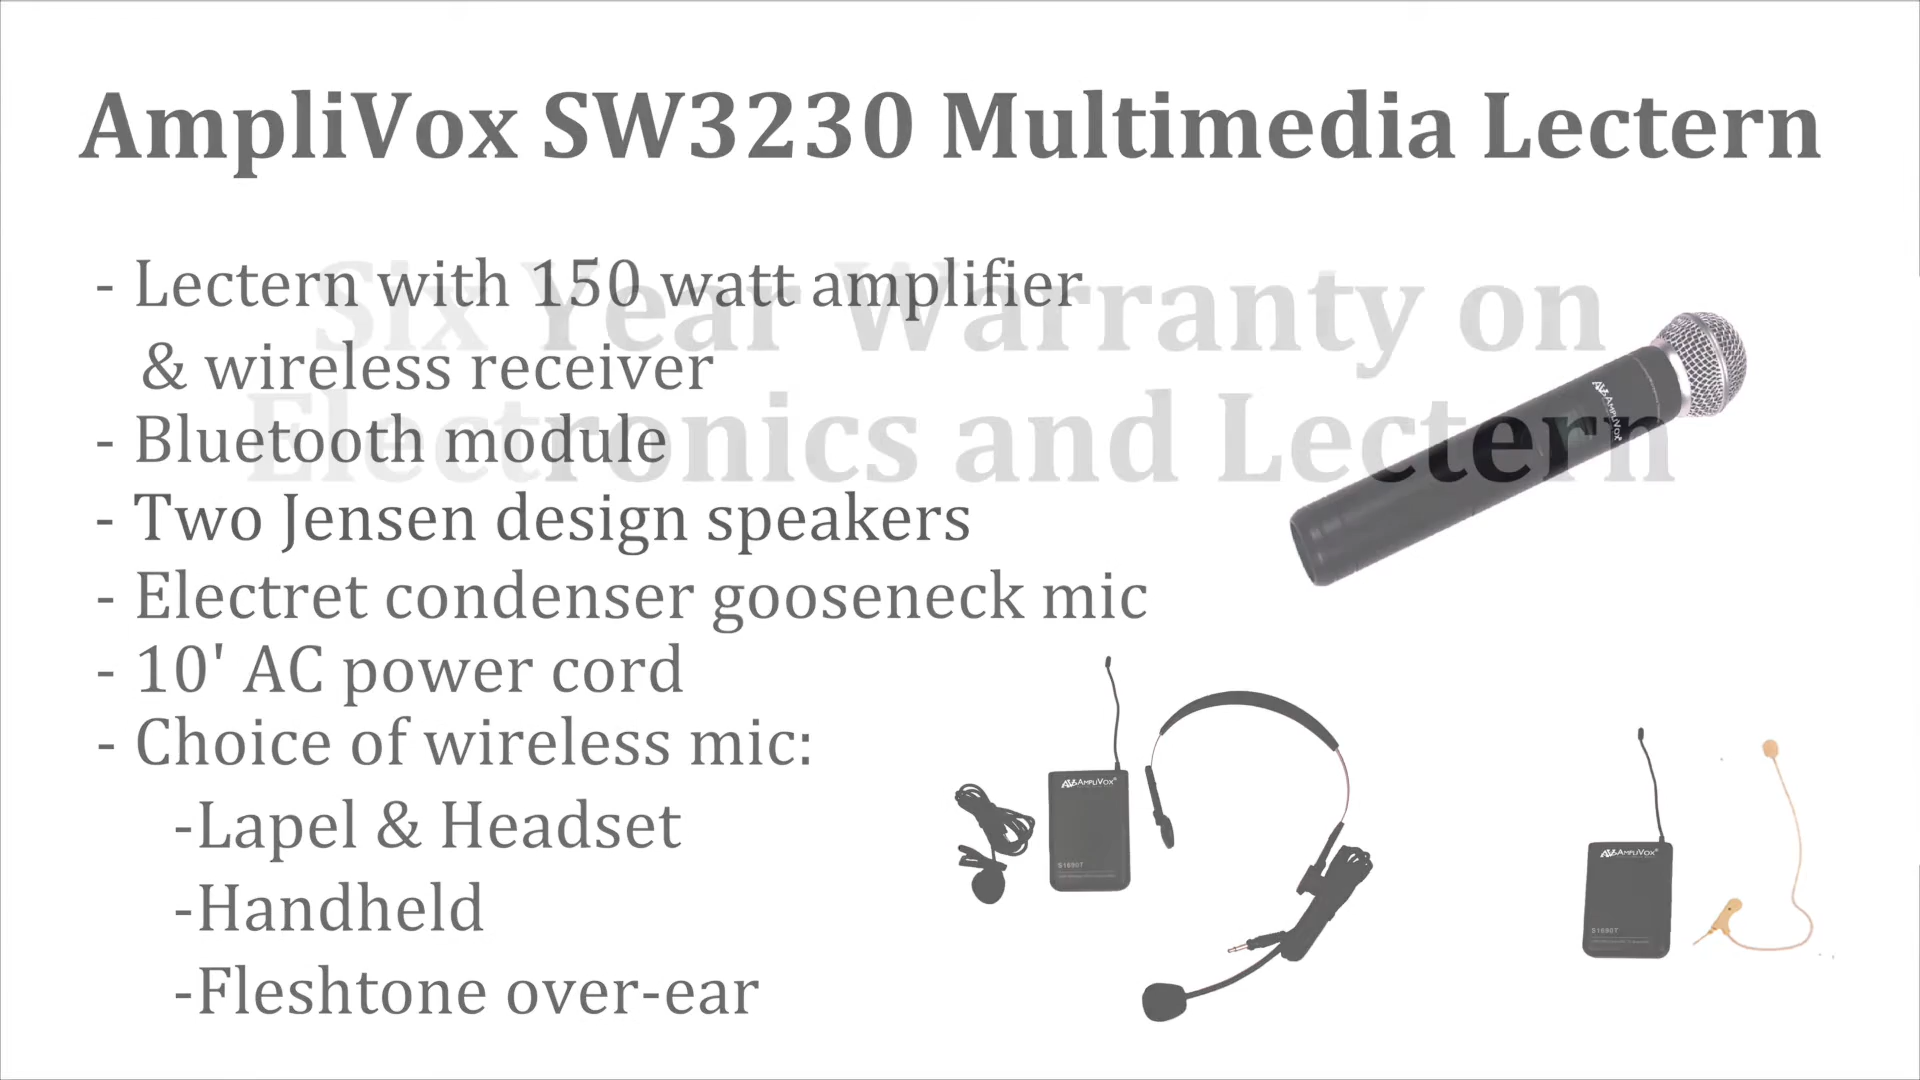 AmpliVox SW3230 Multimedia Lectern
- Lectern with 150 watt amplifier
& wireless receiver
- Bluetooth module
- Two Jensen design speakers
- Electret condenser gooseneck mic
- 10' AC power cord
- Choice of wireless mic:
-Lapel & Headset
-Handheld
-Fleshtone over-ear
Six Year Warranty on
Electronics and Lectern
AMPLIVOX
AMPLIVOX
S1690T
AMPLIVOX
S1690T